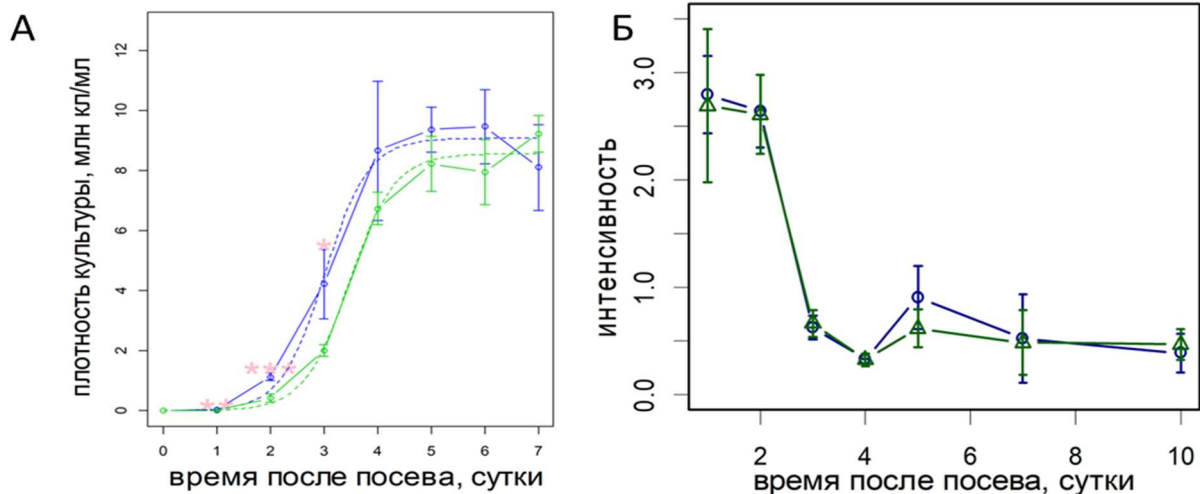 А
плотность культуры, млн кл/мл
12
10
8
6
4
2
0
***
*
**
0 1 2 3 4 5 6 7
время после посева, сутки
Б
интенсивность
3.0
2.0
1.0
0.0
2 4 6 8 10
время после посева, сутки